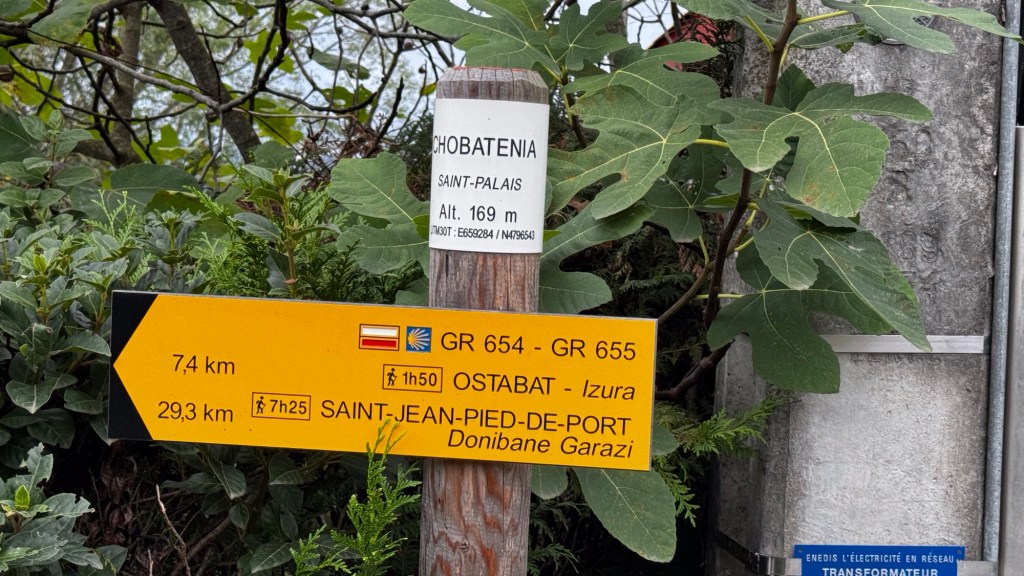 CHOBATENIA
SAINT-PALAIS
Alt. 169 m
UTM30T : E659284 / N4796543
GR 654 - GR 655
7,4 km 1h50 OSTABAT - Izura
29,3 km 7h25 SAINT-JEAN-PIED-DE-PORT
Donibane Garazi
ENEDIS L'ÉLECTRICITÉ EN RÉSEAU
TRANSFORMATEUR